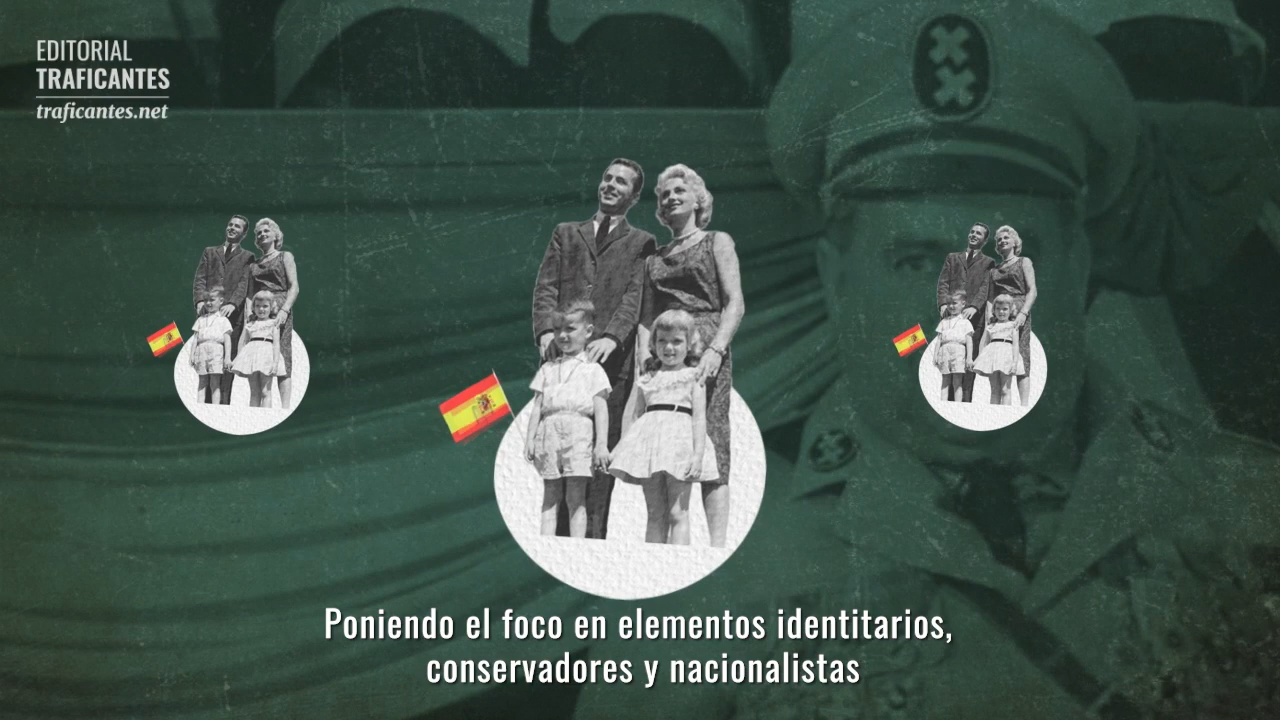 EDITORIAL
TRAFICANTES
traficantes.net
Poniendo el foco en elementos identitarios,
conservadores y nacionalistas